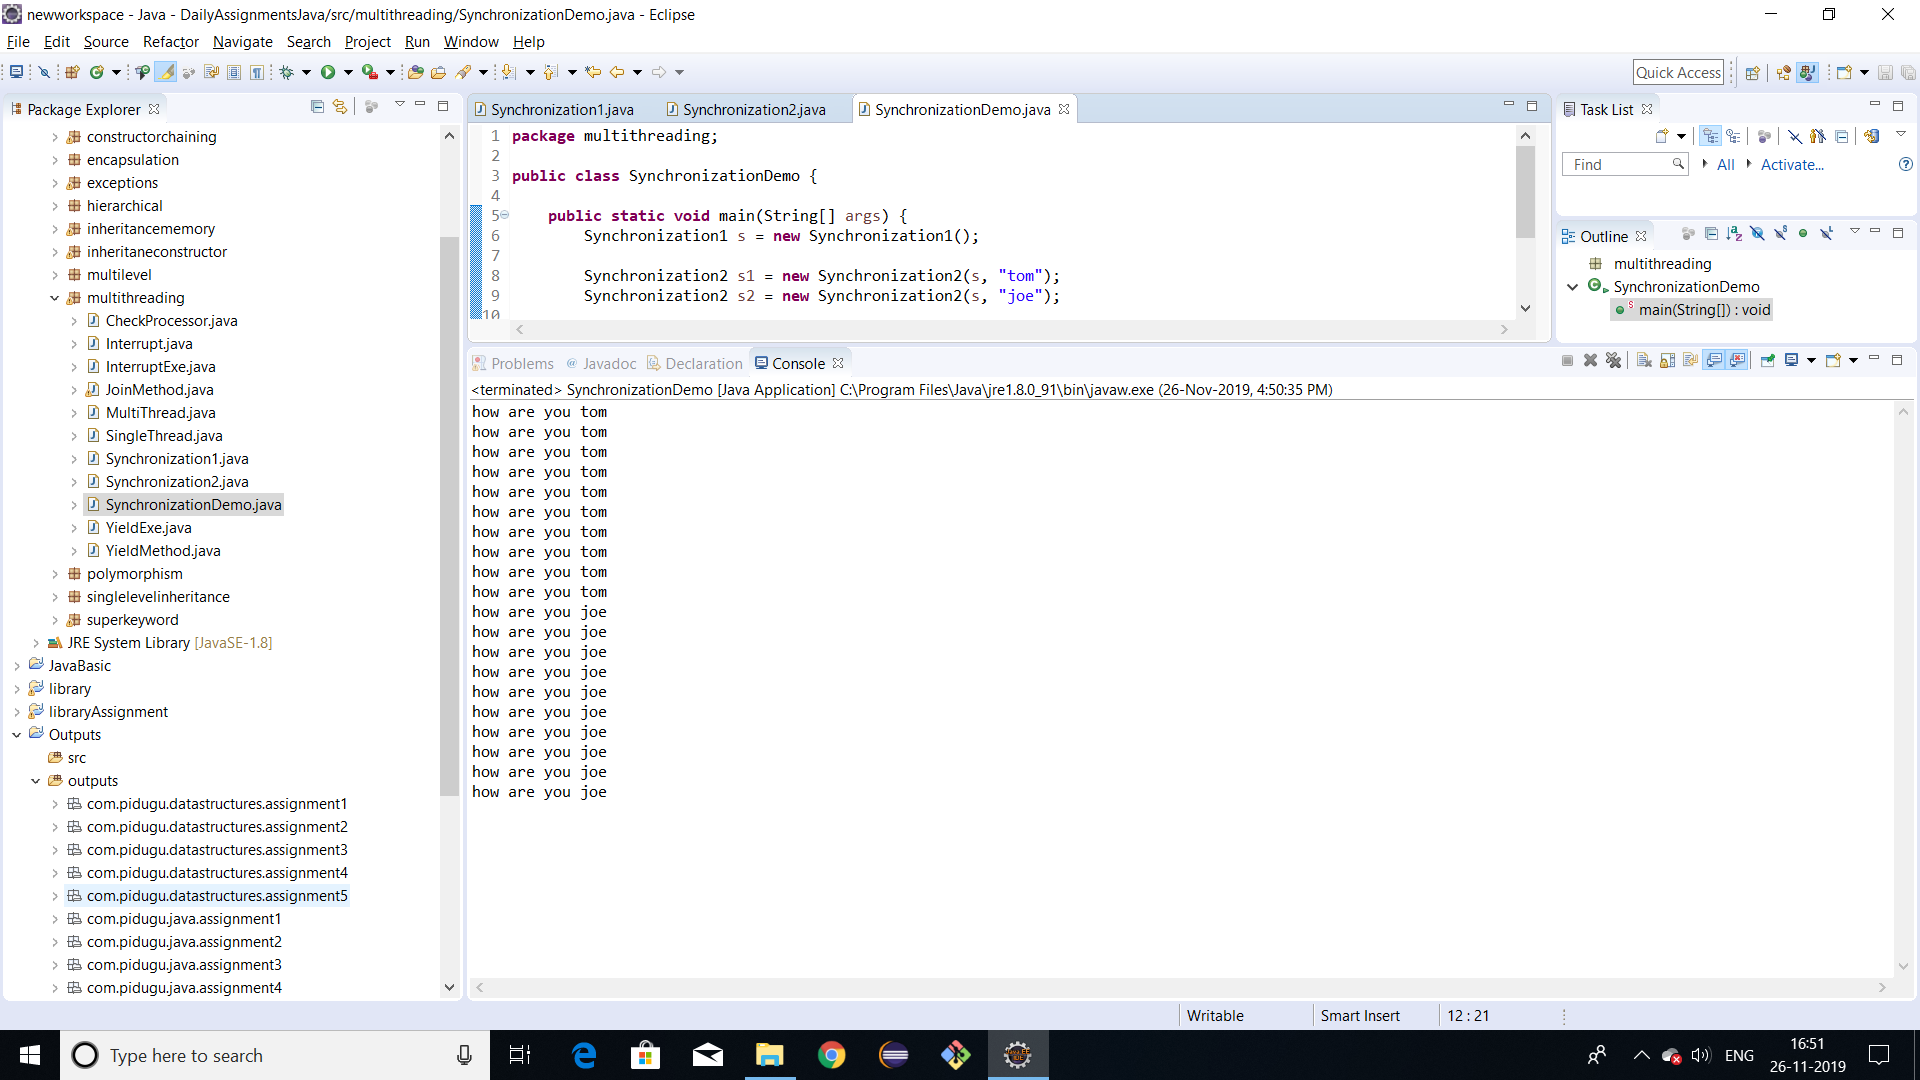 newworkspace - Java - DailyAssignmentsJava/src/multithreading/SynchronizationDemo.java - Eclipse
File Edit Source Refactor Navigate Search Project Run Window Help
Quick Access
Package Explorer
constructorchaining
encapsulation
exceptions
hierarchical
inheritancememory
inheritaneconstructor
multilevel
multithreading
CheckProcessor.java
Interrupt.java
InterruptExe.java
JoinMethod.java
MultiThread.java
SingleThread.java
Synchronization1.java
Synchronization2.java
SynchronizationDemo.java
YieldExe.java
YieldMethod.java
polymorphism
singlelevelinheritance
superkeyword
JRE System Library [JavaSE-1.8]
JavaBasic
library
libraryAssignment
Outputs
src
outputs
com.pidugu.datastructures.assignment1
com.pidugu.datastructures.assignment2
com.pidugu.datastructures.assignment3
com.pidugu.datastructures.assignment4
com.pidugu.datastructures.assignment5
com.pidugu.java.assignment1
com.pidugu.java.assignment2
com.pidugu.java.assignment3
com.pidugu.java.assignment4
Synchronization1.java Synchronization2.java SynchronizationDemo.java
1 package multithreading;
2
3 public class SynchronizationDemo {
4
5 public static void main(String[] args) {
6 Synchronization1 s = new Synchronization1();
7
8 Synchronization2 s1 = new Synchronization2(s, "tom");
9 Synchronization2 s2 = new Synchronization2(s, "joe");
10
Problems Javadoc Declaration Console
<terminated> SynchronizationDemo [Java Application] C:\Program Files\Java\jre1.8.0_91\bin\javaw.exe (26-Nov-2019, 4:50:35 PM)
how are you tom
how are you tom
how are you tom
how are you tom
how are you tom
how are you tom
how are you tom
how are you tom
how are you tom
how are you tom
how are you joe
how are you joe
how are you joe
how are you joe
how are you joe
how are you joe
how are you joe
how are you joe
how are you joe
how are you joe
Task List
Find All Activate...
Outline
multithreading
SynchronizationDemo
main(String[]) : void
Writable Smart Insert 12 : 21
Type here to search
ENG
16:51
26-11-2019